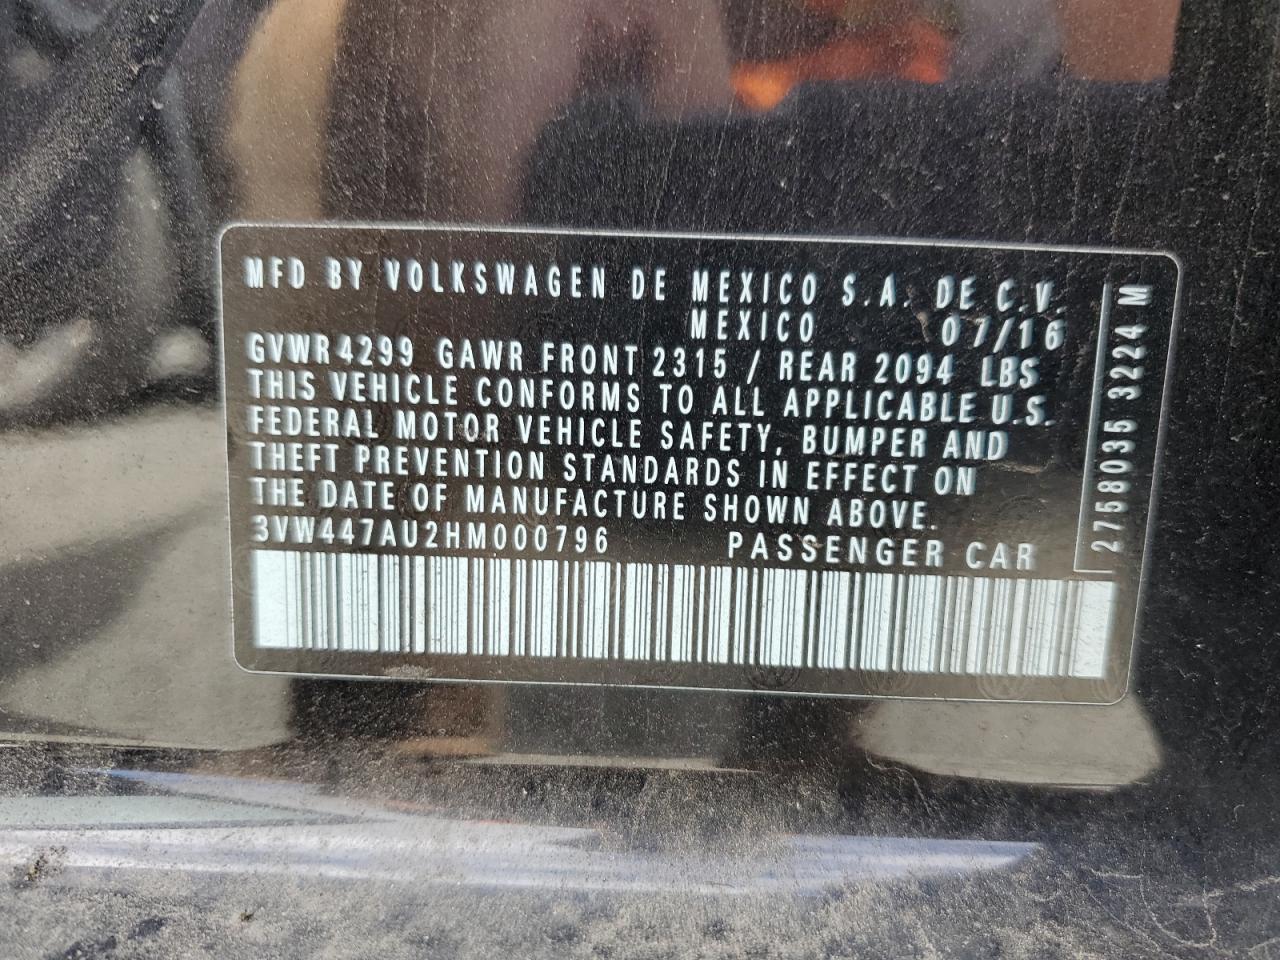 MFD BY VOLKSWAGEN DE MEXICO S.A. DE C.V.
MEXICO 07/16
GVWR 4299 GAWR FRONT 2315 / REAR 2094 LBS
THIS VEHICLE CONFORMS TO ALL APPLICABLE U.S.
FEDERAL MOTOR VEHICLE SAFETY, BUMPER AND
THEFT PREVENTION STANDARDS IN EFFECT ON
THE DATE OF MANUFACTURE SHOWN ABOVE.
3VW447AU2HM000796 PASSENGER CAR
2758035 3224 M